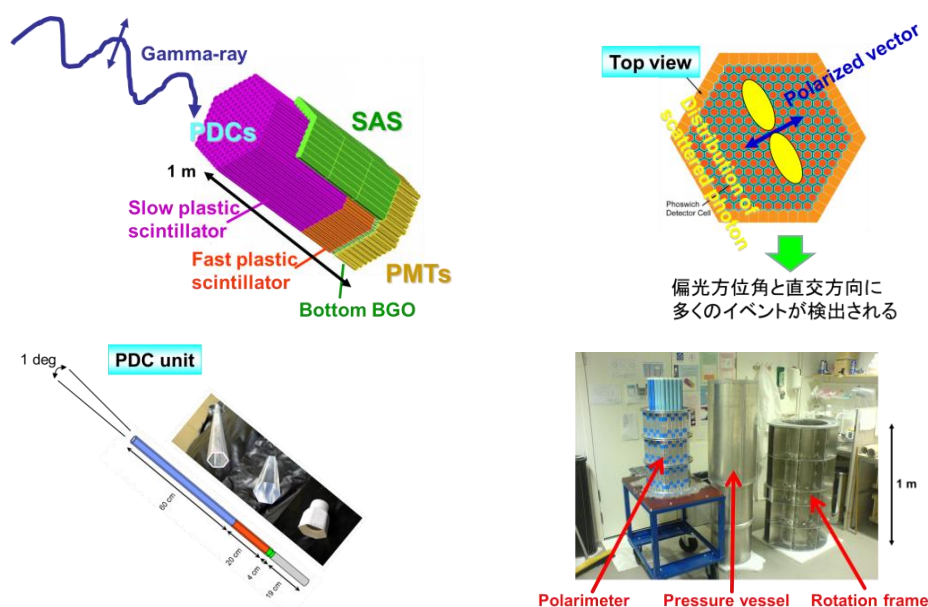 Gamma-ray
PDCs
SAS
1 m
Slow plastic
scintillator
Fast plastic
scintillator
PMTs
Bottom BGO
Top view
Polarized vector
Distribution of
scattered photon
Phoswich
Detector Cell
偏光方位角と直交方向に
多くのイベントが検出される
1 deg
PDC unit
60 cm
20 cm
4 cm
19 cm
1 m
Polarimeter
Pressure vessel
Rotation frame